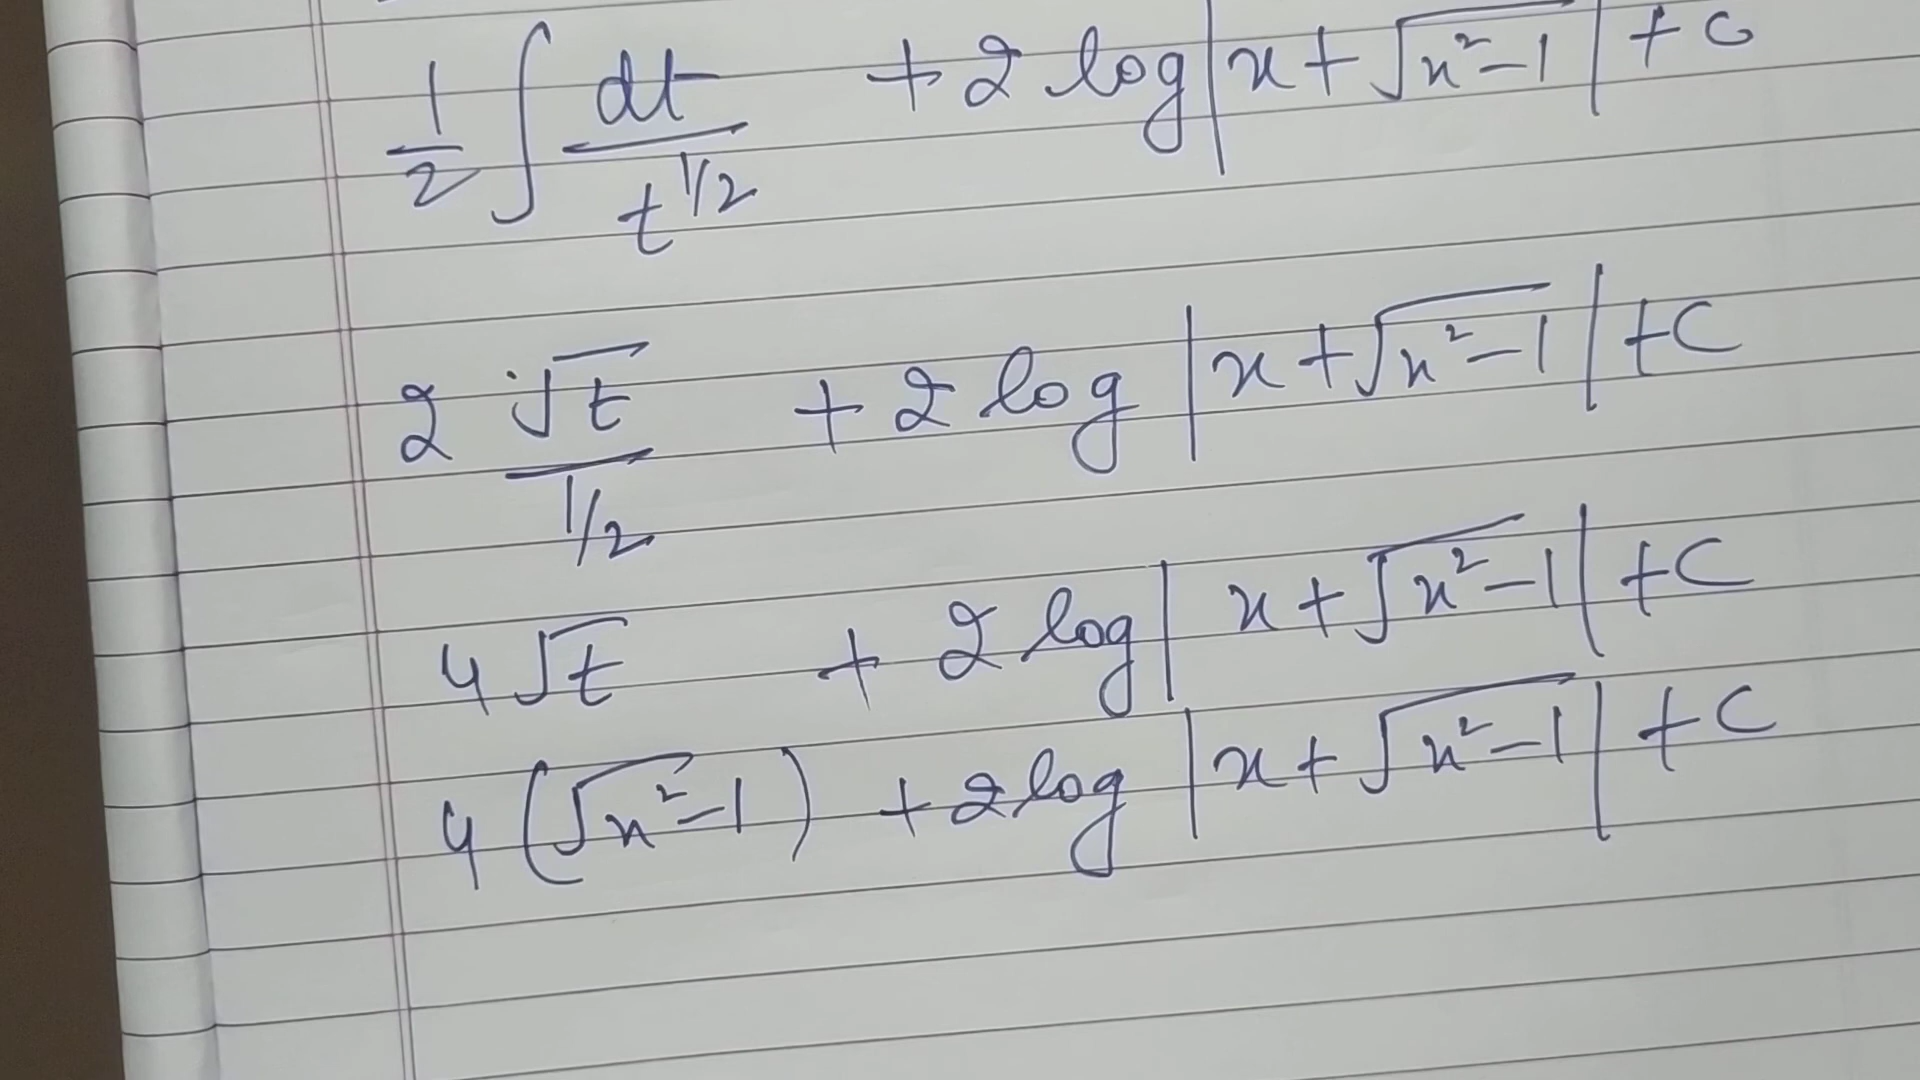 1/2 ∫ dt/t^1/2 + 2 log |x + √x²-1| + C
2 √t/1/2 + 2 log |x + √x²-1| + C
4 √t + 2 log |x + √x²-1| + C
4 (√x²-1) + 2 log |x + √x²-1| + C